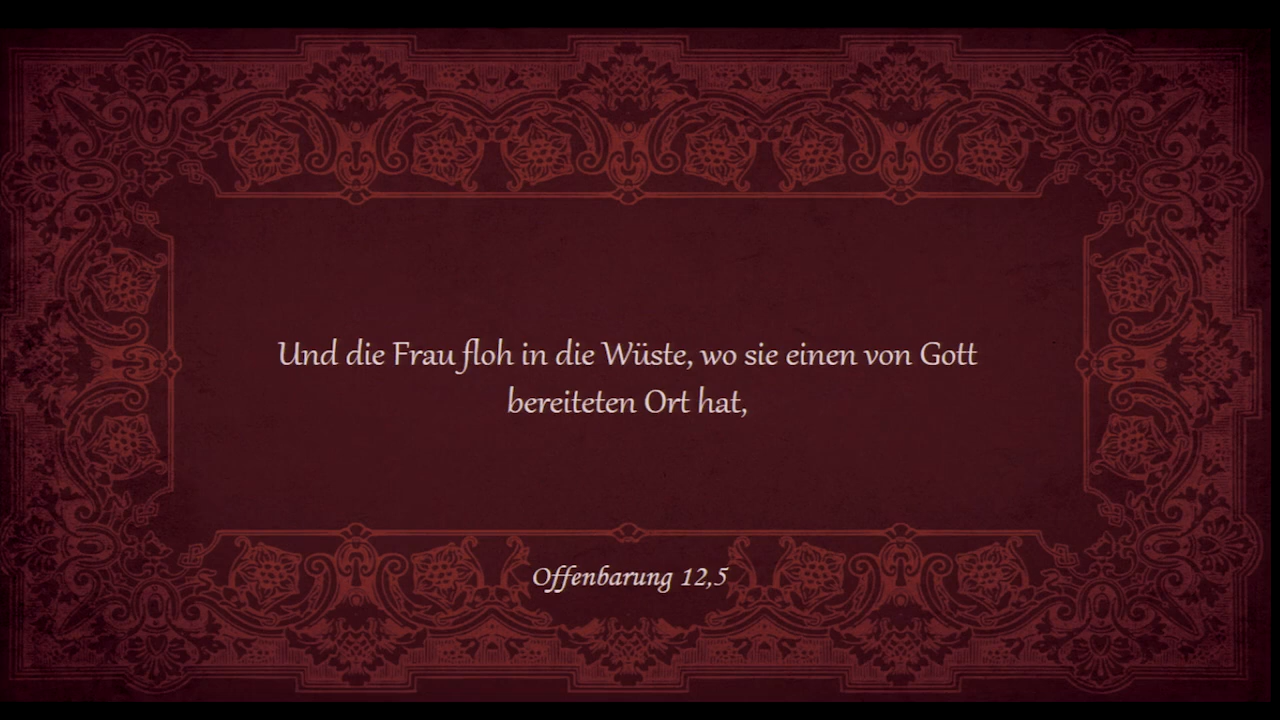 Und die Frau floh in die Wüste, wo sie einen von Gott
bereiteten Ort hat,
Offenbarung 12,5